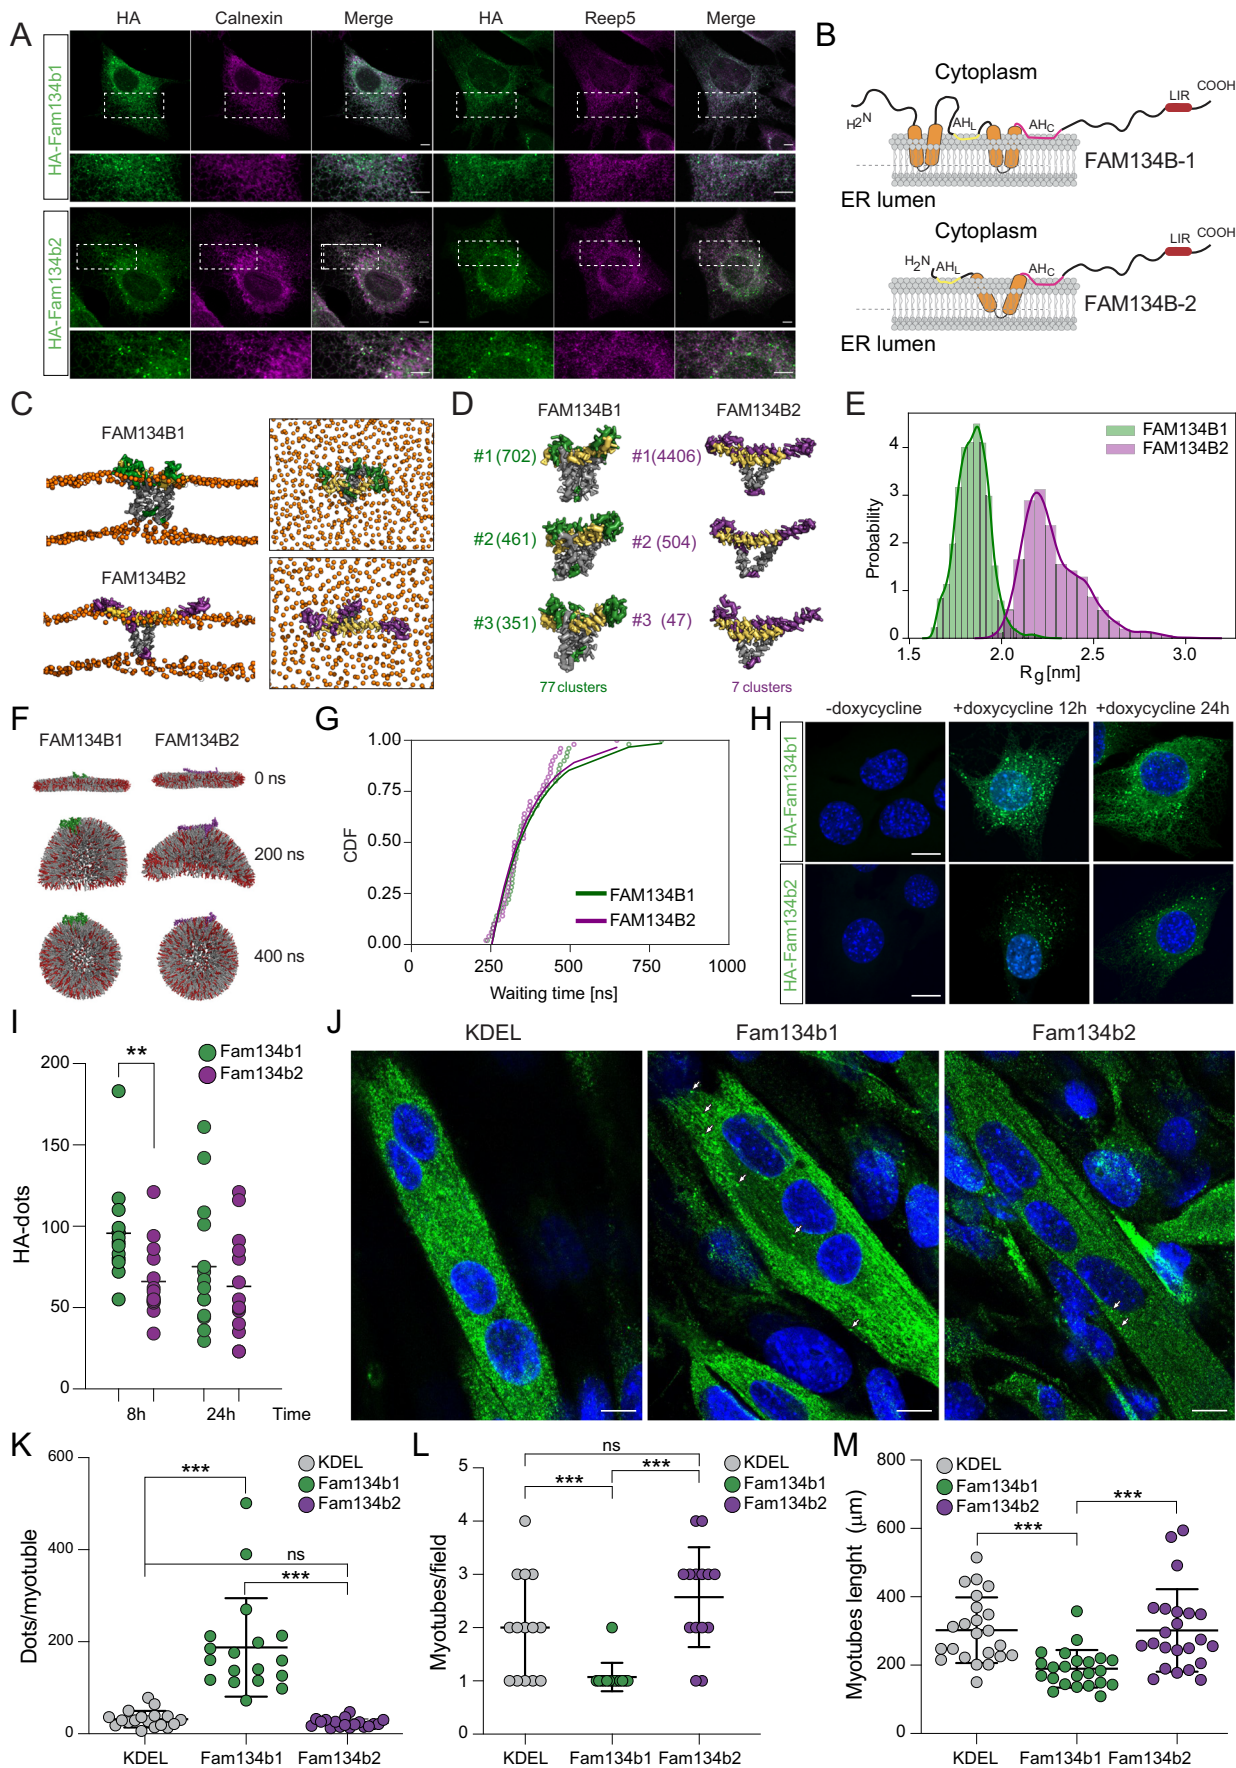 A
HA
Calnexin
Merge
HA
Reep5
Merge
HA-Fam134b1
HA-Fam134b2
B
Cytoplasm
H2N
AHL
AHC
LIR
COOH
FAM134B-1
ER lumen
Cytoplasm
H2N
AHL
AHC
LIR
COOH
FAM134B-2
ER lumen
C
FAM134B1
FAM134B2
D
FAM134B1
FAM134B2
#1 (702)
#1(4406)
#2 (461)
#2 (504)
#3 (351)
#3 (47)
77 clusters
7 clusters
E
FAM134B1
FAM134B2
Probability
4
3
2
1
0
1.5
2.0
2.5
3.0
Rg [nm]
F
FAM134B1
FAM134B2
0 ns
200 ns
400 ns
G
CDF
1.00
0.75
0.50
0.25
0.00
FAM134B1
FAM134B2
0
250
500
750
1000
Waiting time [ns]
H
-doxycycline
+doxycycline 12h
+doxycycline 24h
HA-Fam134b1
HA-Fam134b2
I
Fam134b1
Fam134b2
**
HA-dots
200
150
100
50
0
8h
24h
Time
J
KDEL
Fam134b1
Fam134b2
K
KDEL
Fam134b1
Fam134b2
***
ns
***
Dots/myotuble
600
400
200
0
KDEL
Fam134b1
Fam134b2
L
KDEL
Fam134b1
Fam134b2
ns
***
***
Myotubes/field
5
4
3
2
1
0
KDEL
Fam134b1
Fam134b2
M
KDEL
Fam134b1
Fam134b2
***
***
Myotubes lenght (μm)
800
600
400
200
0
KDEL
Fam134b1
Fam134b2